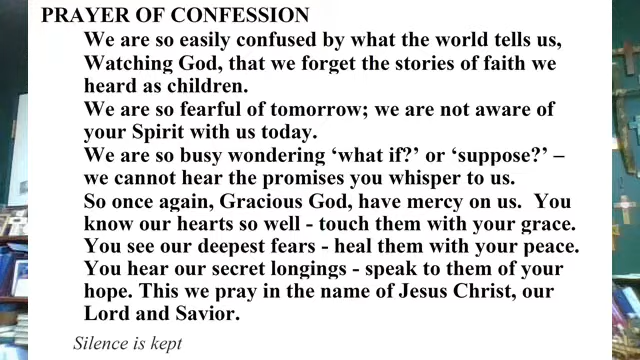 PRAYER OF CONFESSION
We are so easily confused by what the world tells us,
Watching God, that we forget the stories of faith we
heard as children.
We are so fearful of tomorrow; we are not aware of
your Spirit with us today.
We are so busy wondering ‘what if?’ or ‘suppose?’ –
we cannot hear the promises you whisper to us.
So once again, Gracious God, have mercy on us.  You
know our hearts so well - touch them with your grace.
You see our deepest fears - heal them with your peace.
You hear our secret longings - speak to them of your
hope. This we pray in the name of Jesus Christ, our
Lord and Savior.
Silence is kept